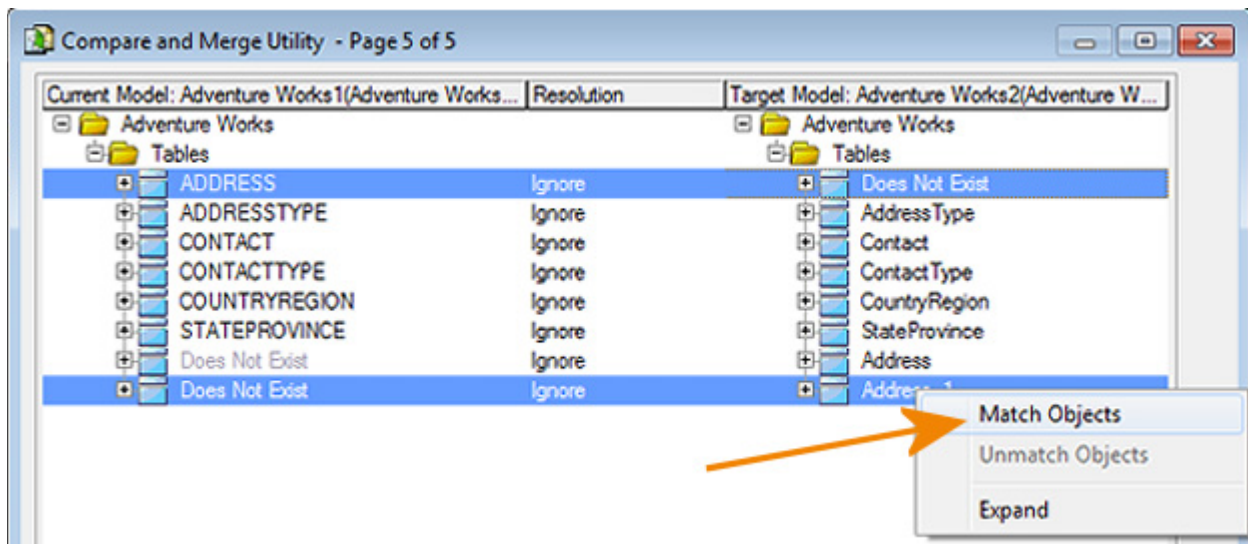 Compare and Merge Utility - Page 5 of 5
Current Model: Adventure Works1(Adventure Works... Resolution Target Model: Adventure Works2(Adventure W...
Adventure Works Adventure Works
Tables Tables
ADDRESS Ignore Does Not Exist
ADDRESSTYPE Ignore AddressType
CONTACT Ignore Contact
CONTACTTYPE Ignore ContactType
COUNTRYREGION Ignore CountryRegion
STATEPROVINCE Ignore StateProvince
Does Not Exist Ignore Address
Does Not Exist Ignore
Match Objects
Unmatch Objects
Expand